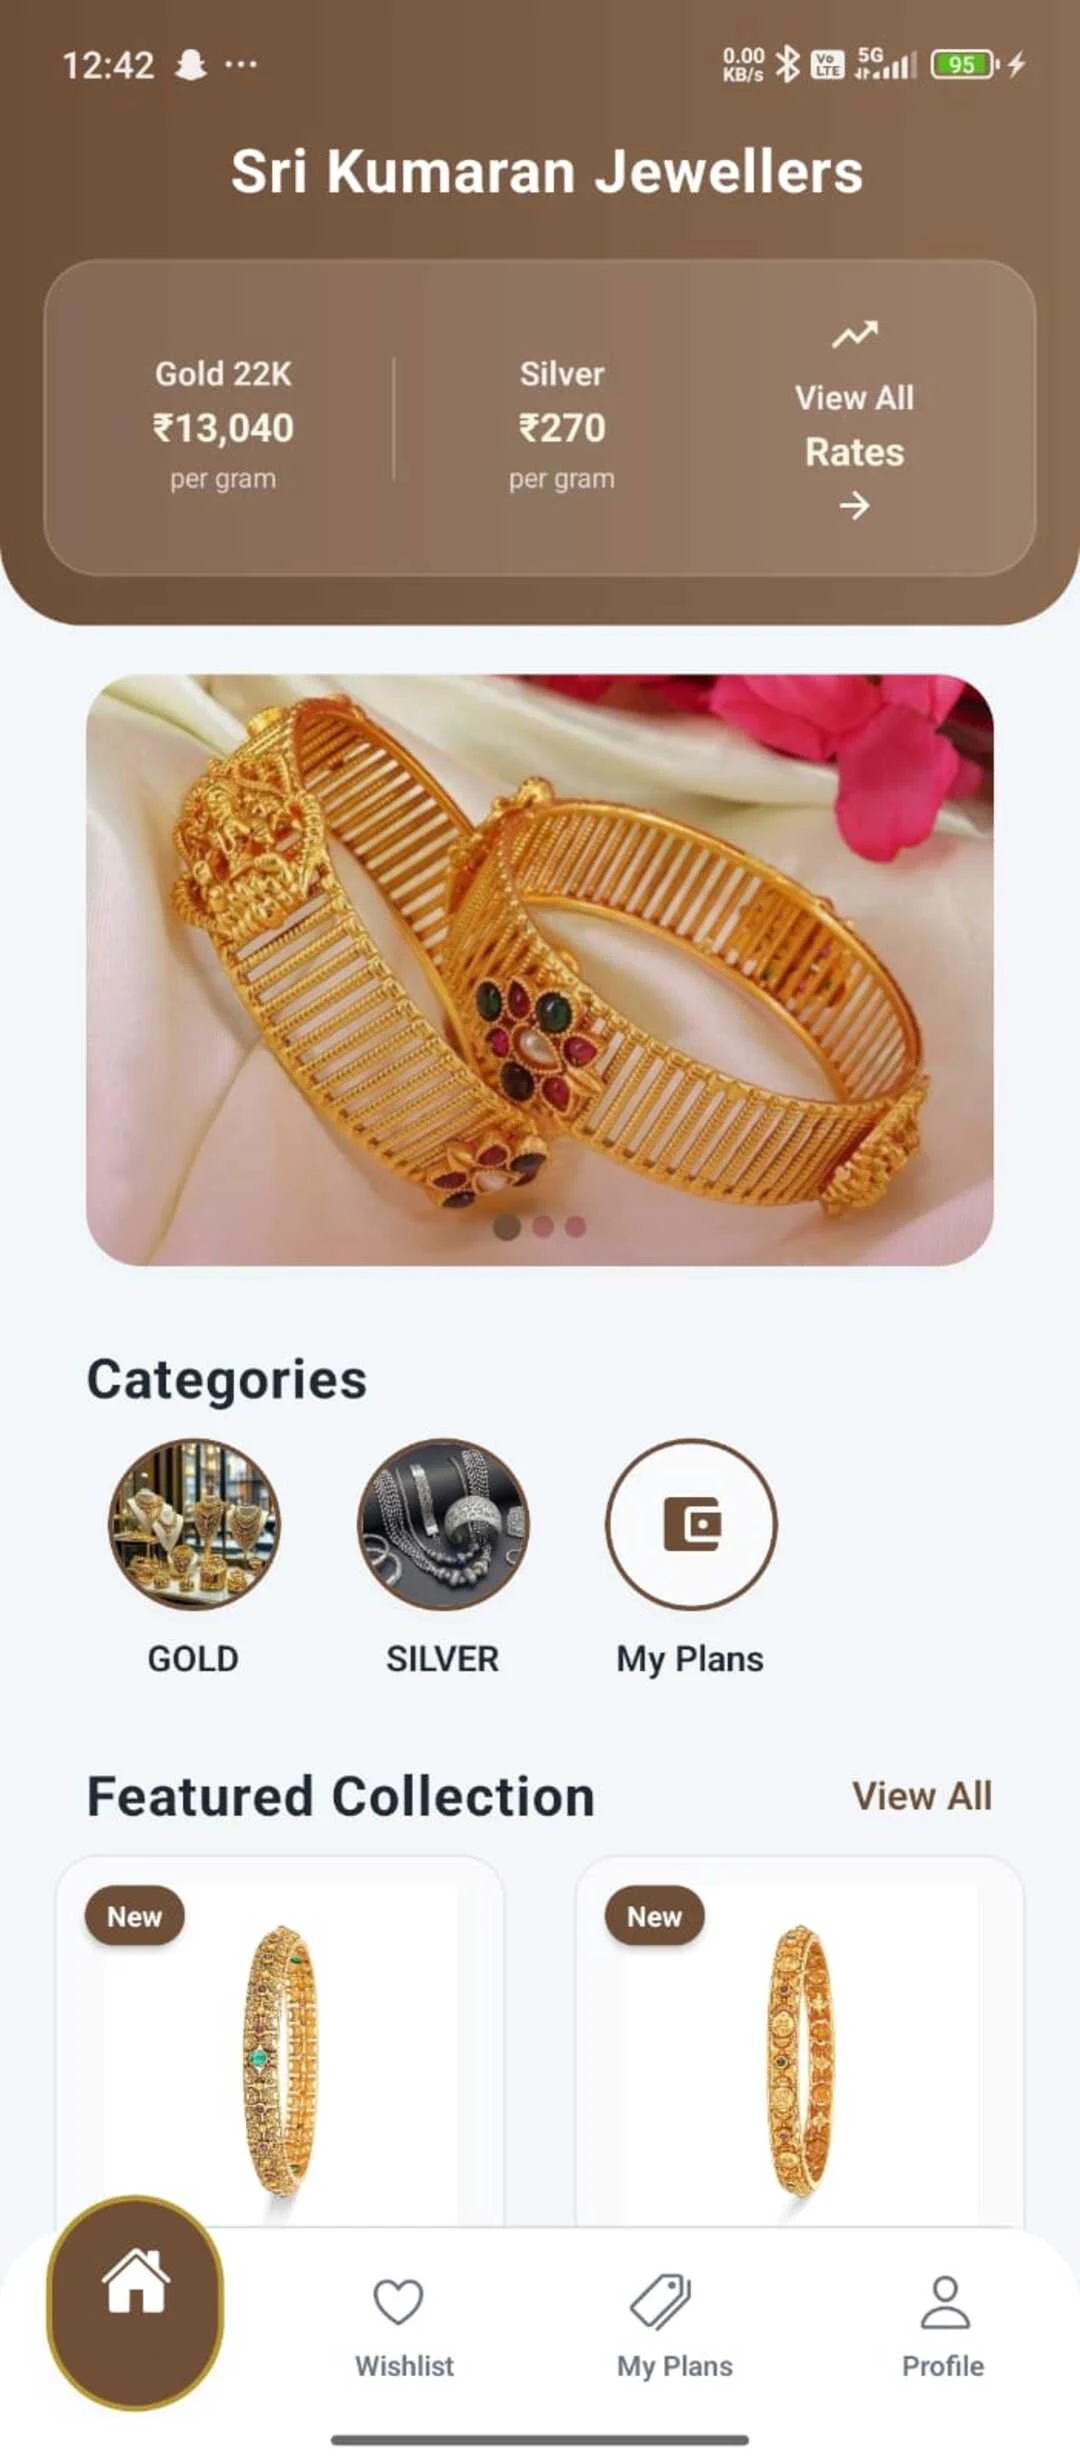 12:42
0.00
KB/s
Vo
LTE
5G
95
Sri Kumaran Jewellers
Gold 22K
₹13,040
per gram
Silver
₹270
per gram
View All
Rates
Categories
GOLD
SILVER
My Plans
Featured Collection
View All
New
New
Wishlist
My Plans
Profile